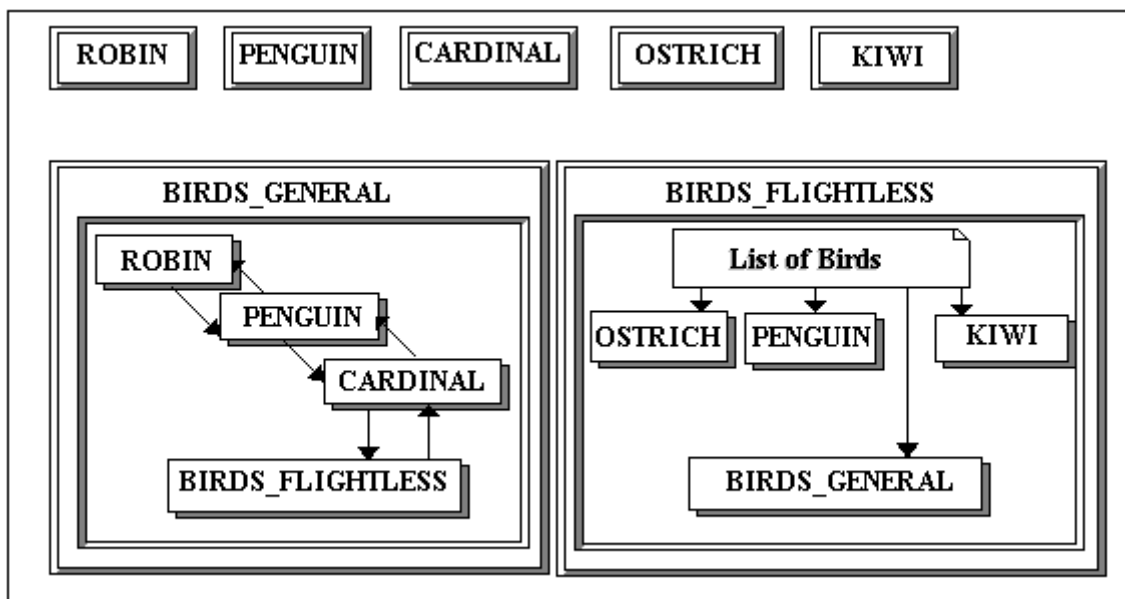 ROBIN
PENGUIN
CARDINAL
OSTRICH
KIWI
BIRDS_GENERAL
ROBIN
PENGUIN
CARDINAL
BIRDS_FLIGHTLESS
BIRDS_FLIGHTLESS
List of Birds
OSTRICH
PENGUIN
KIWI
BIRDS_GENERAL